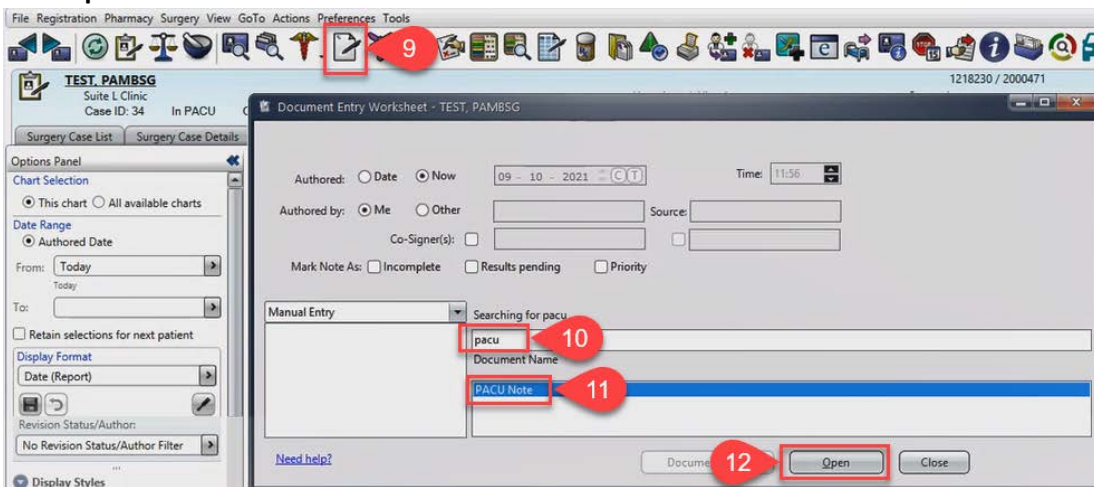 File Registration Pharmacy Surgery View GoTo Actions Preferences Tools
9
TEST, PAMBSG
1218230 / 2000471
Suite L Clinic
Case ID: 34 In PACU
Document Entry Worksheet - TEST, PAMBSG
Surgery Case List Surgery Case Details
Options Panel
Chart Selection
This chart All available charts
Date Range
Authored Date
From: Today
Today
To:
Retain selections for next patient
Display Format
Date (Report)
Revision Status/Author:
No Revision Status/Author Filter
Display Styles
Authored: Date Now 09 - 10 - 2021 C T Time: 11:56
Authored by: Me Other Source:
Co-Signer(s):
Mark Note As: Incomplete Results pending Priority
Manual Entry
Searching for pacu
pacu
10
Document Name
PACU Note
11
Need help?
12
Open
Close